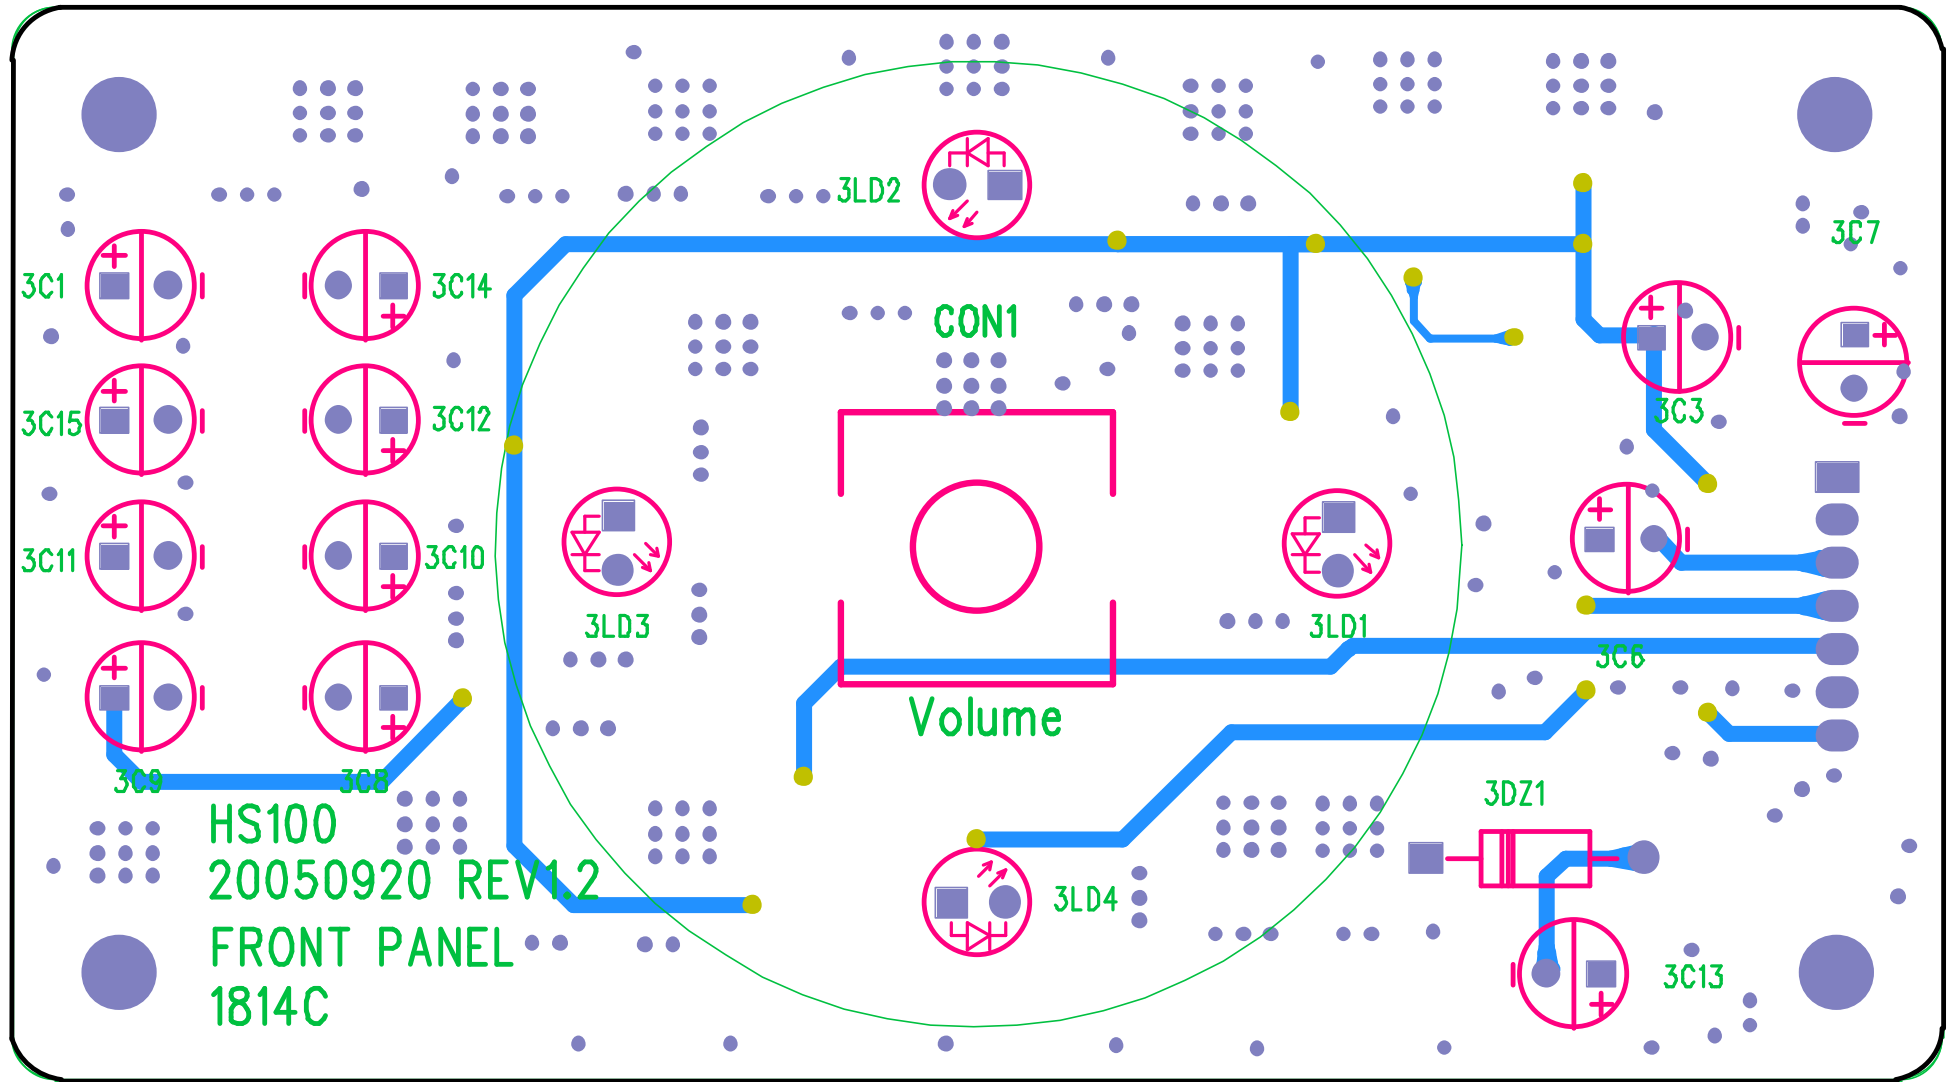 3LD2
3C7
3C1
3C14
CON1
3C3
3C15
3C12
3C11
3C10
3LD3
3LD1
3C6
Volume
3C9
3C8
3DZ1
HS100
20050920 REV1.2
3LD4
FRONT PANEL
3C13
1814C